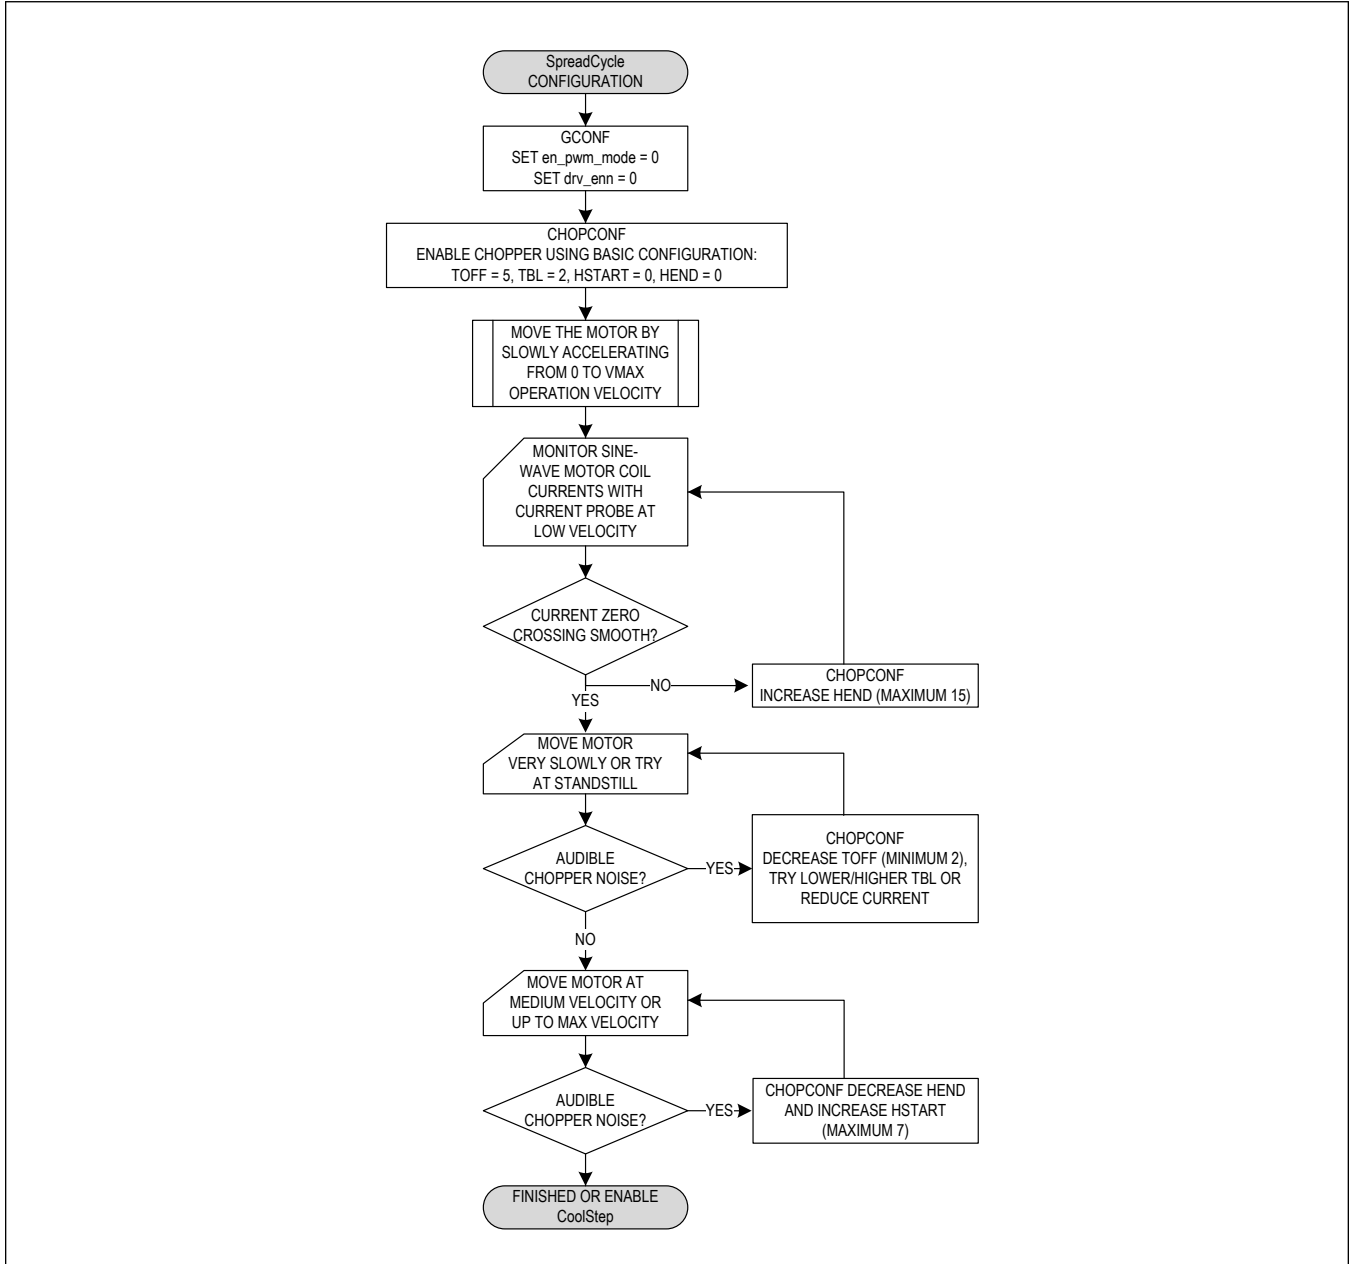 SpreadCycle
CONFIGURATION
GCONF
SET en_pwm_mode = 0
SET drv_enn = 0
CHOPCONF
ENABLE CHOPPER USING BASIC CONFIGURATION:
TOFF = 5, TBL = 2, HSTART = 0, HEND = 0
MOVE THE MOTOR BY
SLOWLY ACCELERATING
FROM 0 TO VMAX
OPERATION VELOCITY
MONITOR SINE-
WAVE MOTOR COIL
CURRENTS WITH
CURRENT PROBE AT
LOW VELOCITY
CURRENT ZERO
CROSSING SMOOTH?
NO
CHOPCONF
INCREASE HEND (MAXIMUM 15)
YES
MOVE MOTOR
VERY SLOWLY OR TRY
AT STANDSTILL
AUDIBLE
CHOPPER NOISE?
YES
CHOPCONF
DECREASE TOFF (MINIMUM 2),
TRY LOWER/HIGHER TBL OR
REDUCE CURRENT
NO
MOVE MOTOR AT
MEDIUM VELOCITY OR
UP TO MAX VELOCITY
AUDIBLE
CHOPPER NOISE?
YES
CHOPCONF DECREASE HEND
AND INCREASE HSTART
(MAXIMUM 7)
FINISHED OR ENABLE
CoolStep